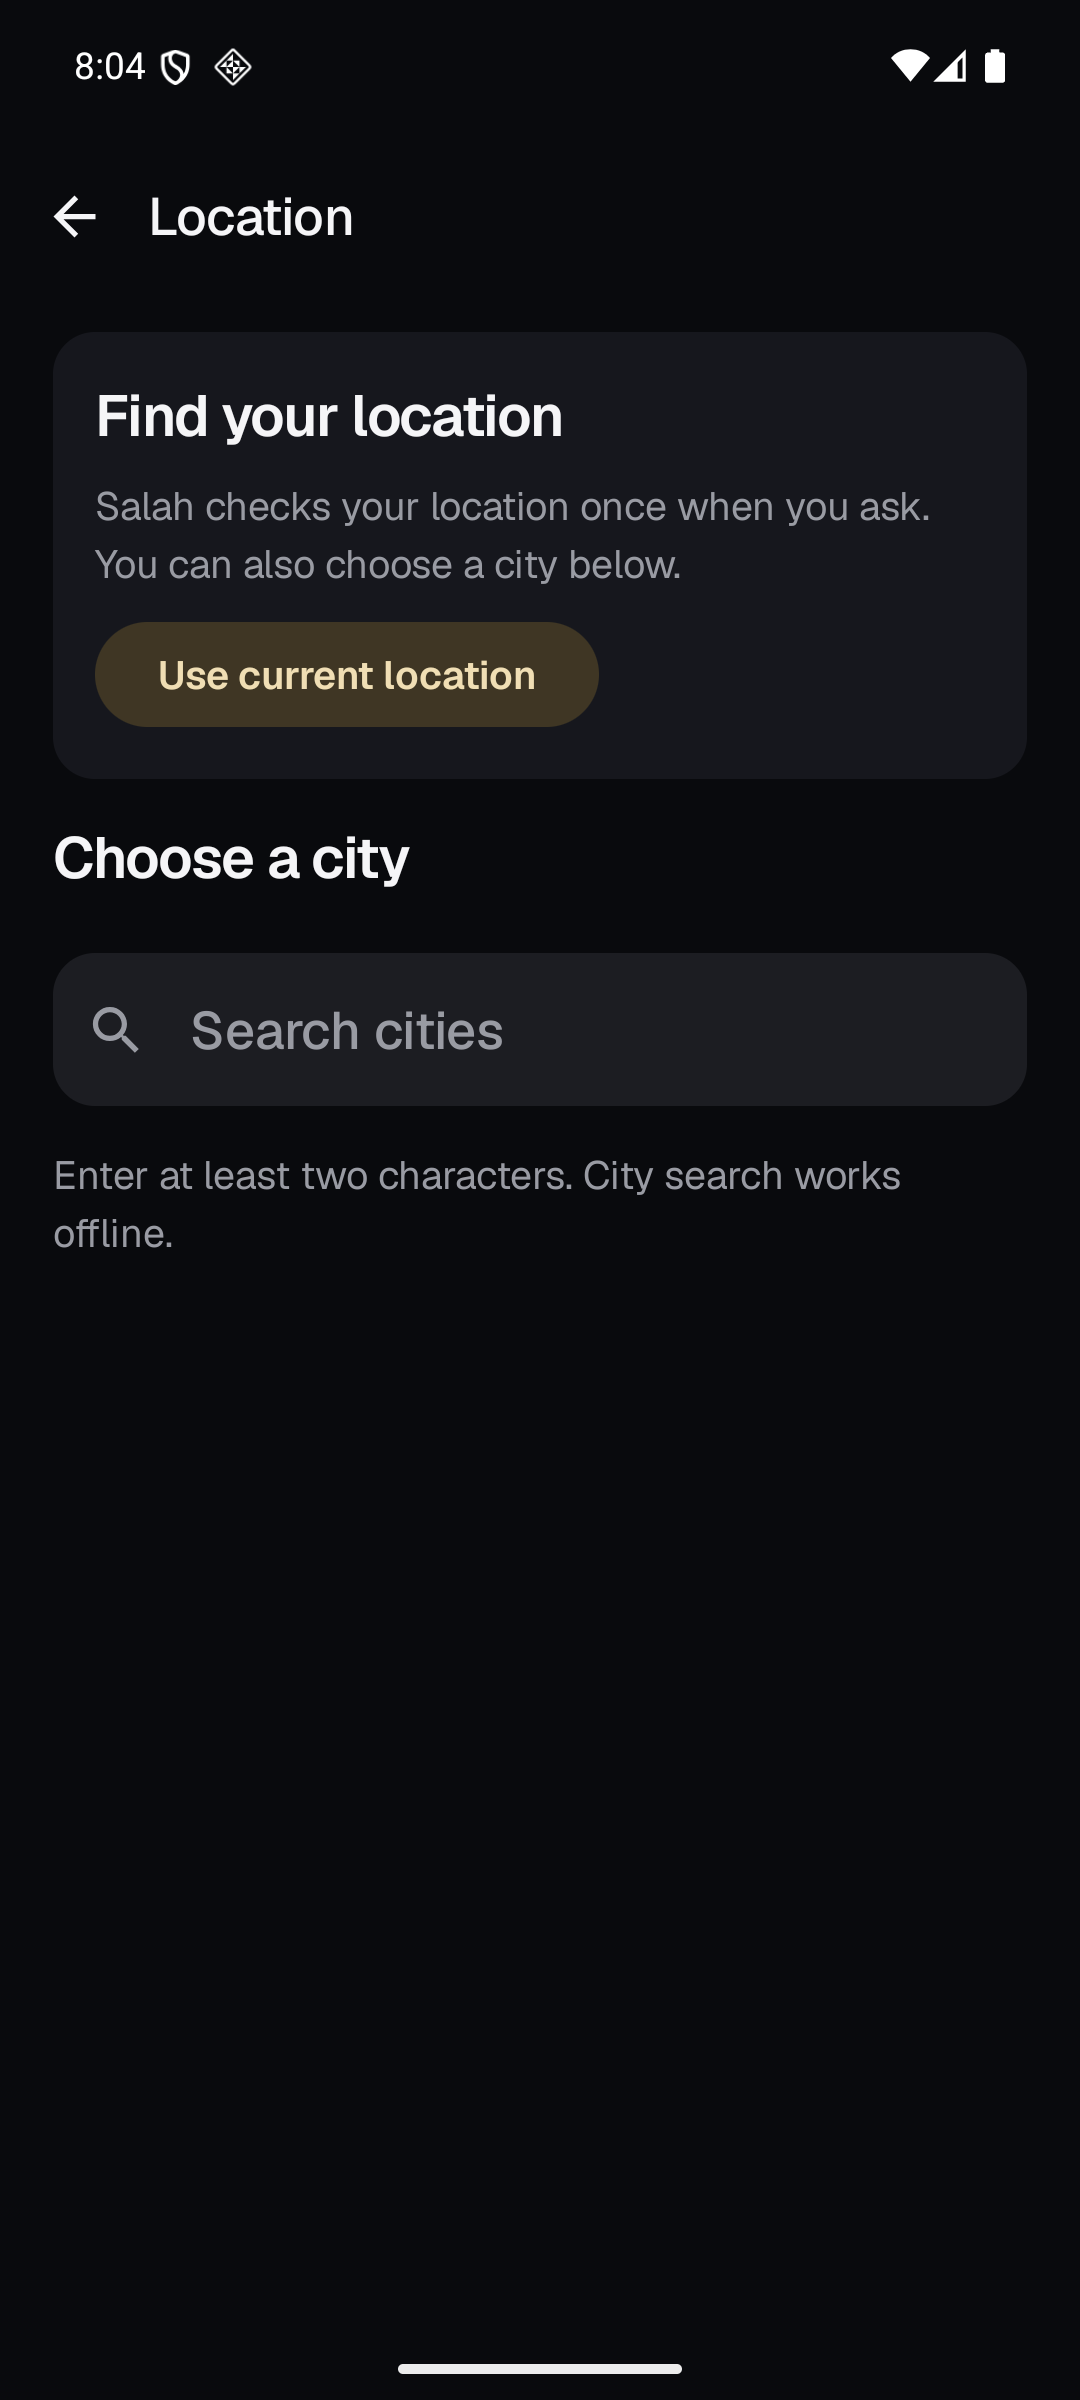 8:04
Location
Find your location
Salah checks your location once when you ask.
You can also choose a city below.
Use current location
Choose a city
Search cities
Enter at least two characters. City search works
offline.